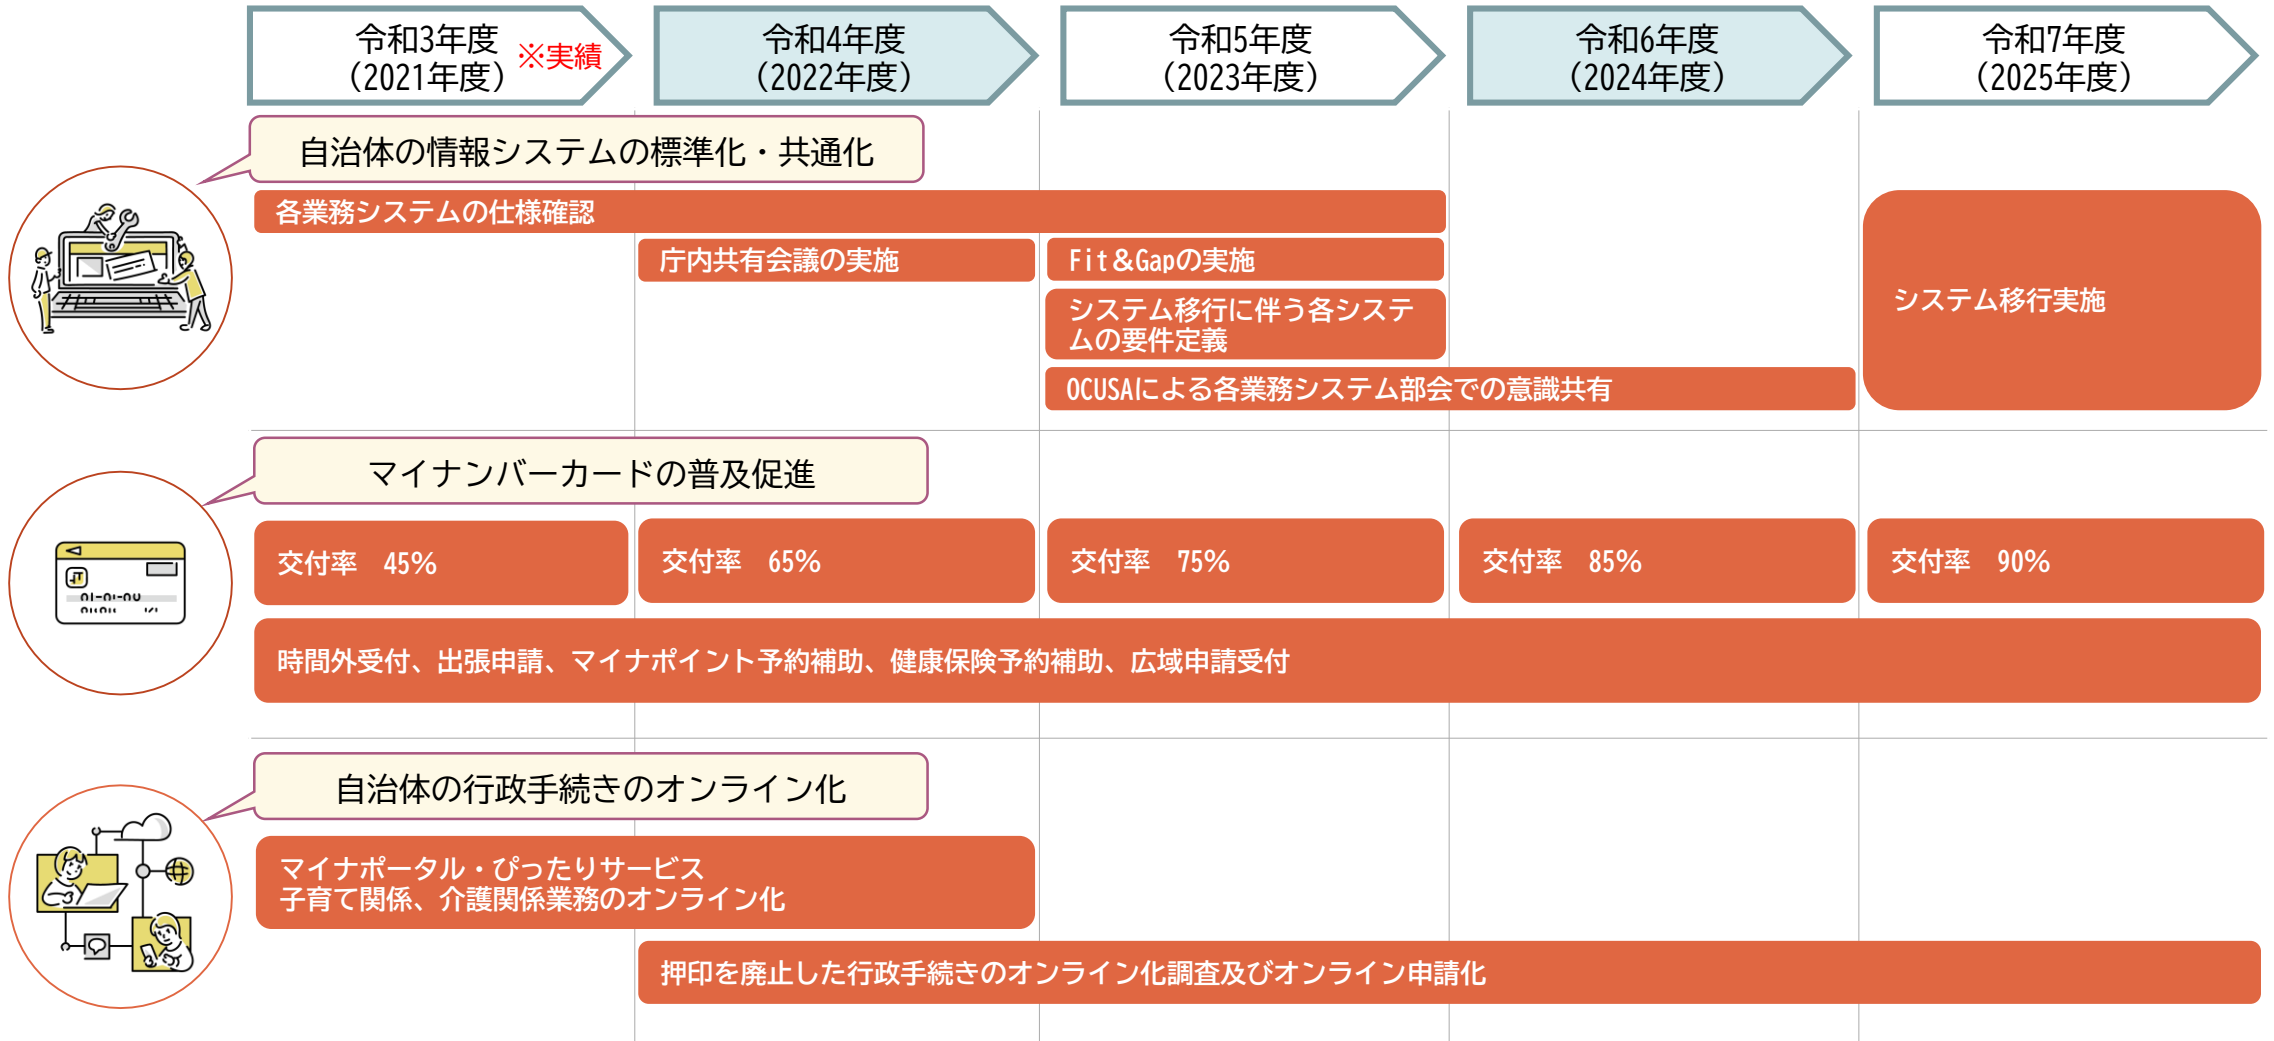 令和3年度
（2021年度）
※実績
令和4年度
（2022年度）
令和5年度
（2023年度）
令和6年度
（2024年度）
令和7年度
（2025年度）
自治体の情報システムの標準化・共通化
各業務システムの仕様確認
庁内共有会議の実施
Fit＆Gapの実施
システム移行に伴う各システ
ムの要件定義
OCUSAによる各業務システム部会での意識共有
システム移行実施
マイナンバーカードの普及促進
交付率　45％
交付率　65％
交付率　75％
交付率　85％
交付率　90％
時間外受付、出張申請、マイナポイント予約補助、健康保険予約補助、広域申請受付
自治体の行政手続きのオンライン化
マイナポータル・ぴったりサービス
子育て関係、介護関係業務のオンライン化
押印を廃止した行政手続きのオンライン化調査及びオンライン申請化